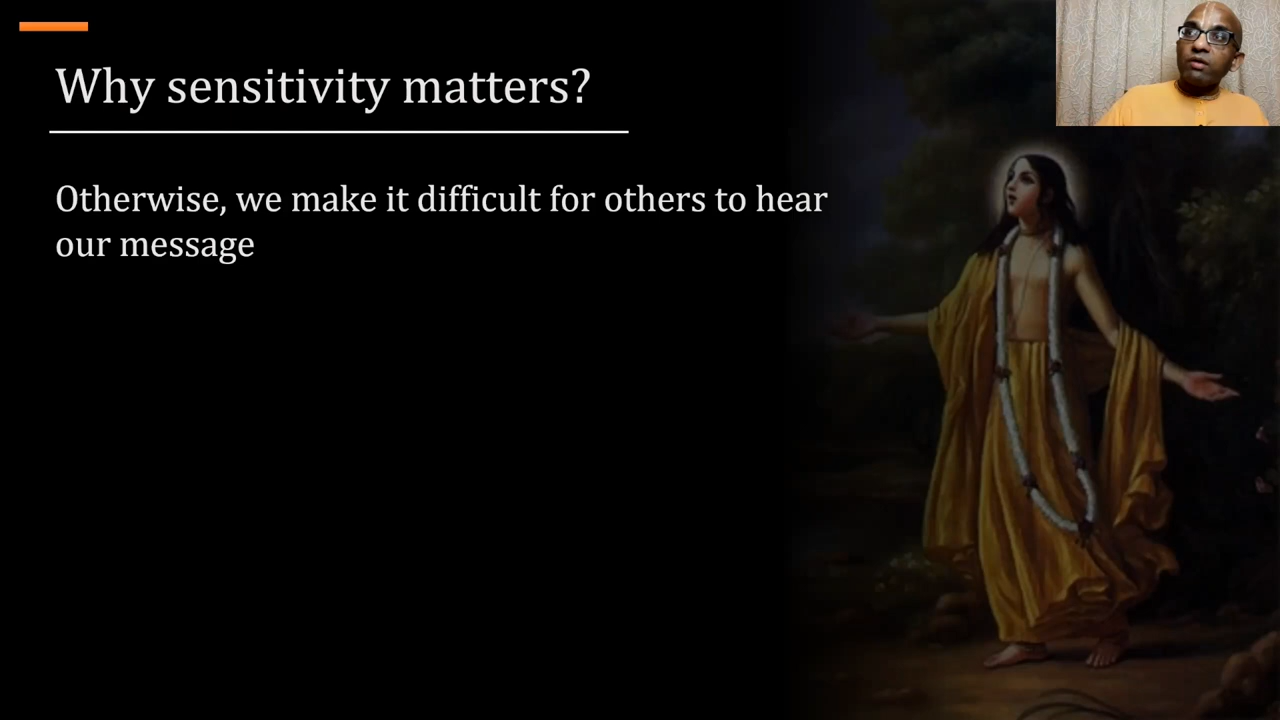 Why sensitivity matters?
Otherwise, we make it difficult for others to hear
our message